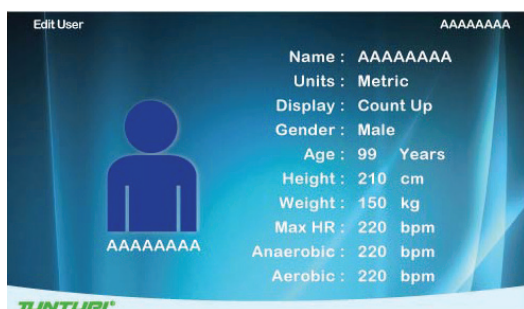 Edit User
AAAAAAAA
Name : AAAAAAAA
Units : Metric
Display : Count Up
Gender : Male
Age : 99 Years
Height : 210 cm
Weight : 150 kg
Max HR : 220 bpm
Anaerobic : 220 bpm
Aerobic : 220 bpm
AAAAAAAA
TUNTURI